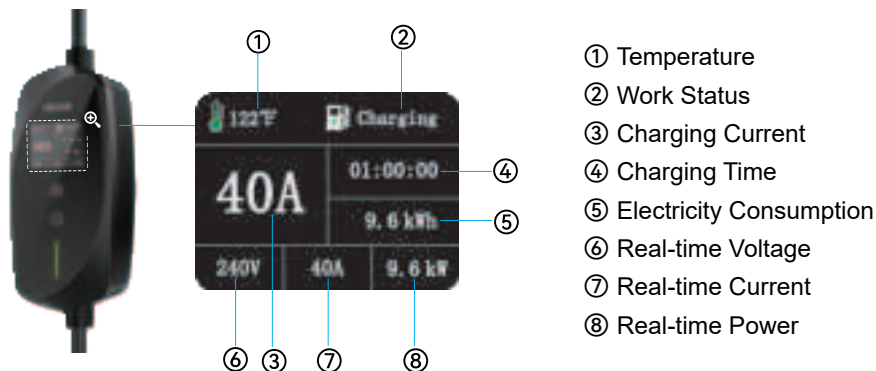 ① ②
122℉ Charging
40A
01:00:00 ④
9.6 kWh ⑤
240V 40A 9.6 kW
⑥ ③ ⑦ ⑧
① Temperature
② Work Status
③ Charging Current
④ Charging Time
⑤ Electricity Consumption
⑥ Real-time Voltage
⑦ Real-time Current
⑧ Real-time Power